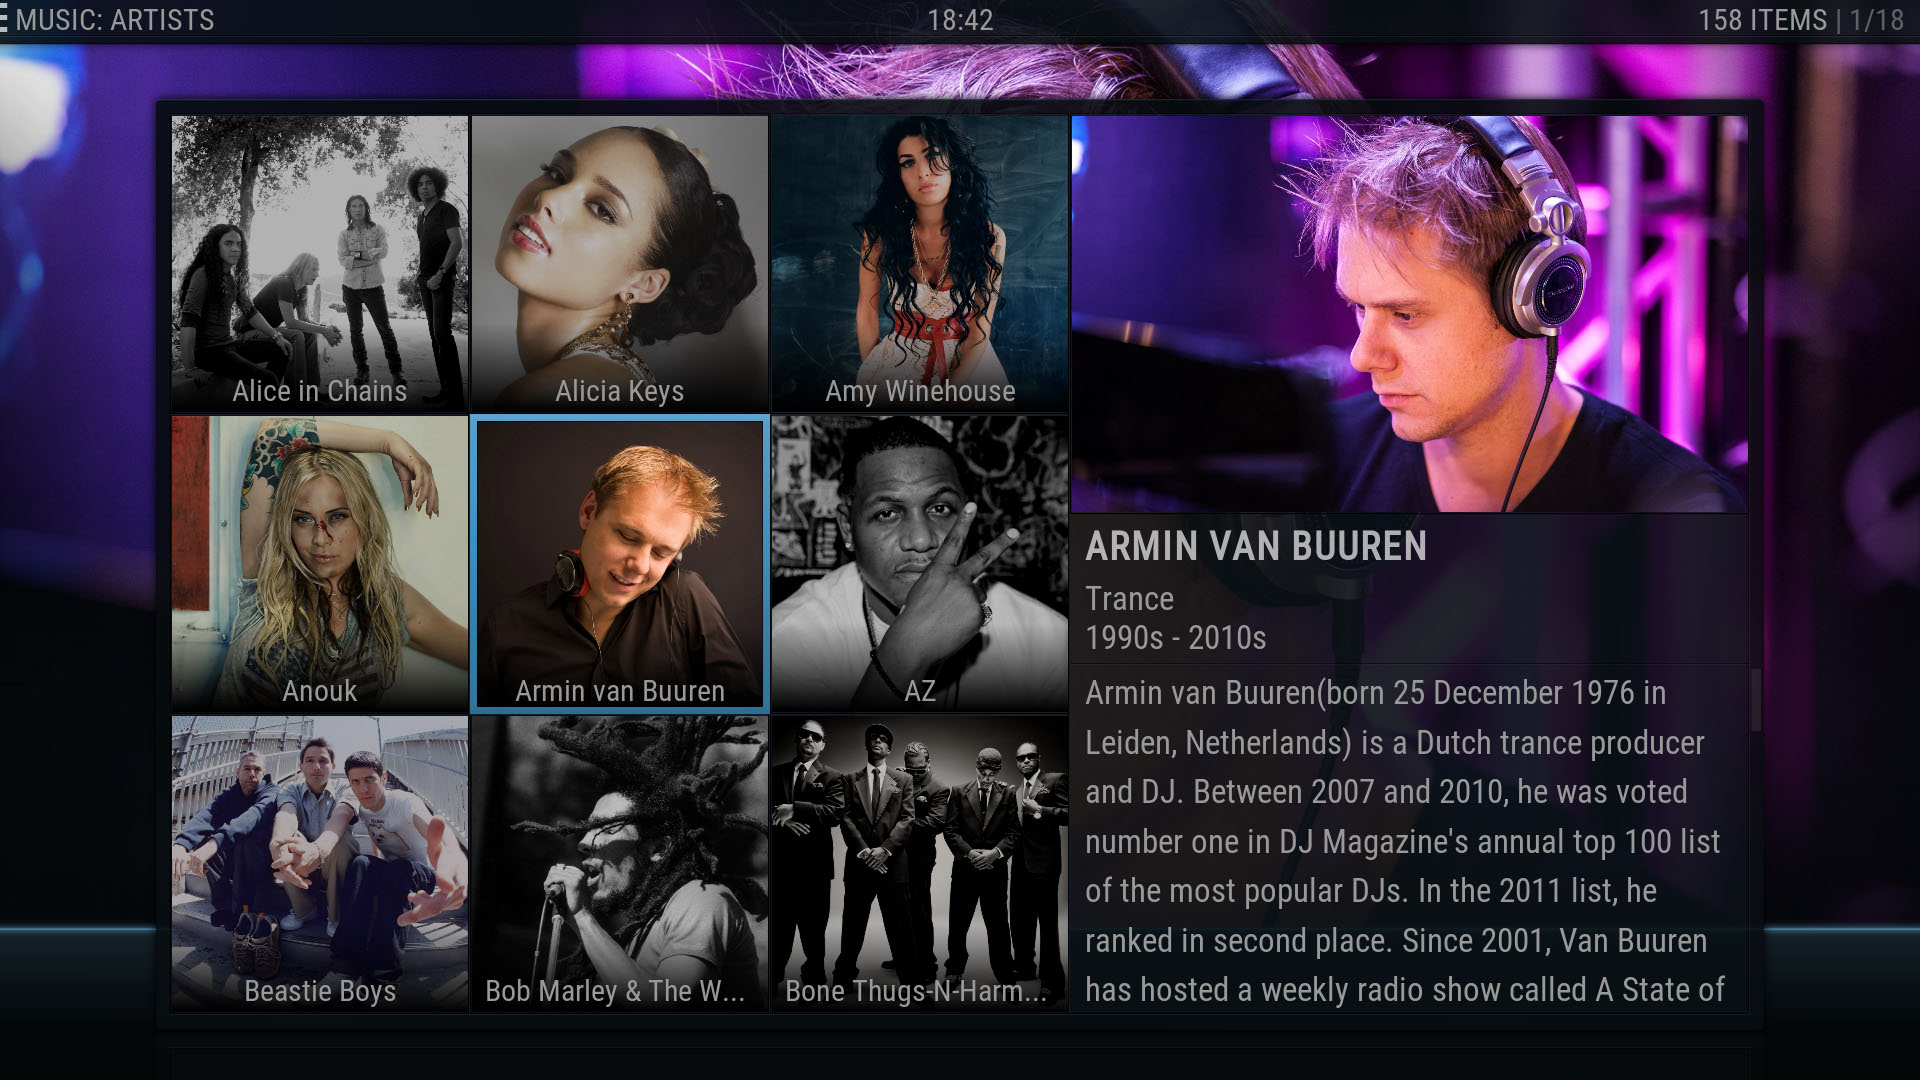 MUSIC: ARTISTS
18:42
158 ITEMS | 1/18
Alice in Chains
Alicia Keys
Amy Winehouse
Anouk
Armin van Buuren
AZ
Beastie Boys
Bob Marley & The W...
Bone Thugs-N-Harm...
ARMIN VAN BUUREN
Trance
1990s - 2010s
Armin van Buuren(born 25 December 1976 in
Leiden, Netherlands) is a Dutch trance producer
and DJ. Between 2007 and 2010, he was voted
number one in DJ Magazine's annual top 100 list
of the most popular DJs. In the 2011 list, he
ranked in second place. Since 2001, Van Buuren
has hosted a weekly radio show called A State of